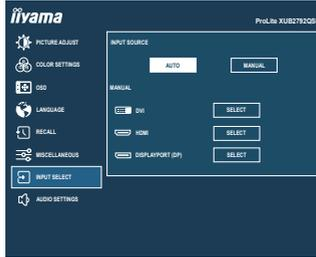 iiyama
ProLite XUB2792QS
PICTURE ADJUST
COLOR SETTINGS
OSD
LANGUAGE
RECALL
MISCELLANEOUS
INPUT SELECT
AUDIO SETTINGS
INPUT SOURCE
AUTO MANUAL
MANUAL
DVI SELECT
HDMI SELECT
DISPLAYPORT (DP) SELECT